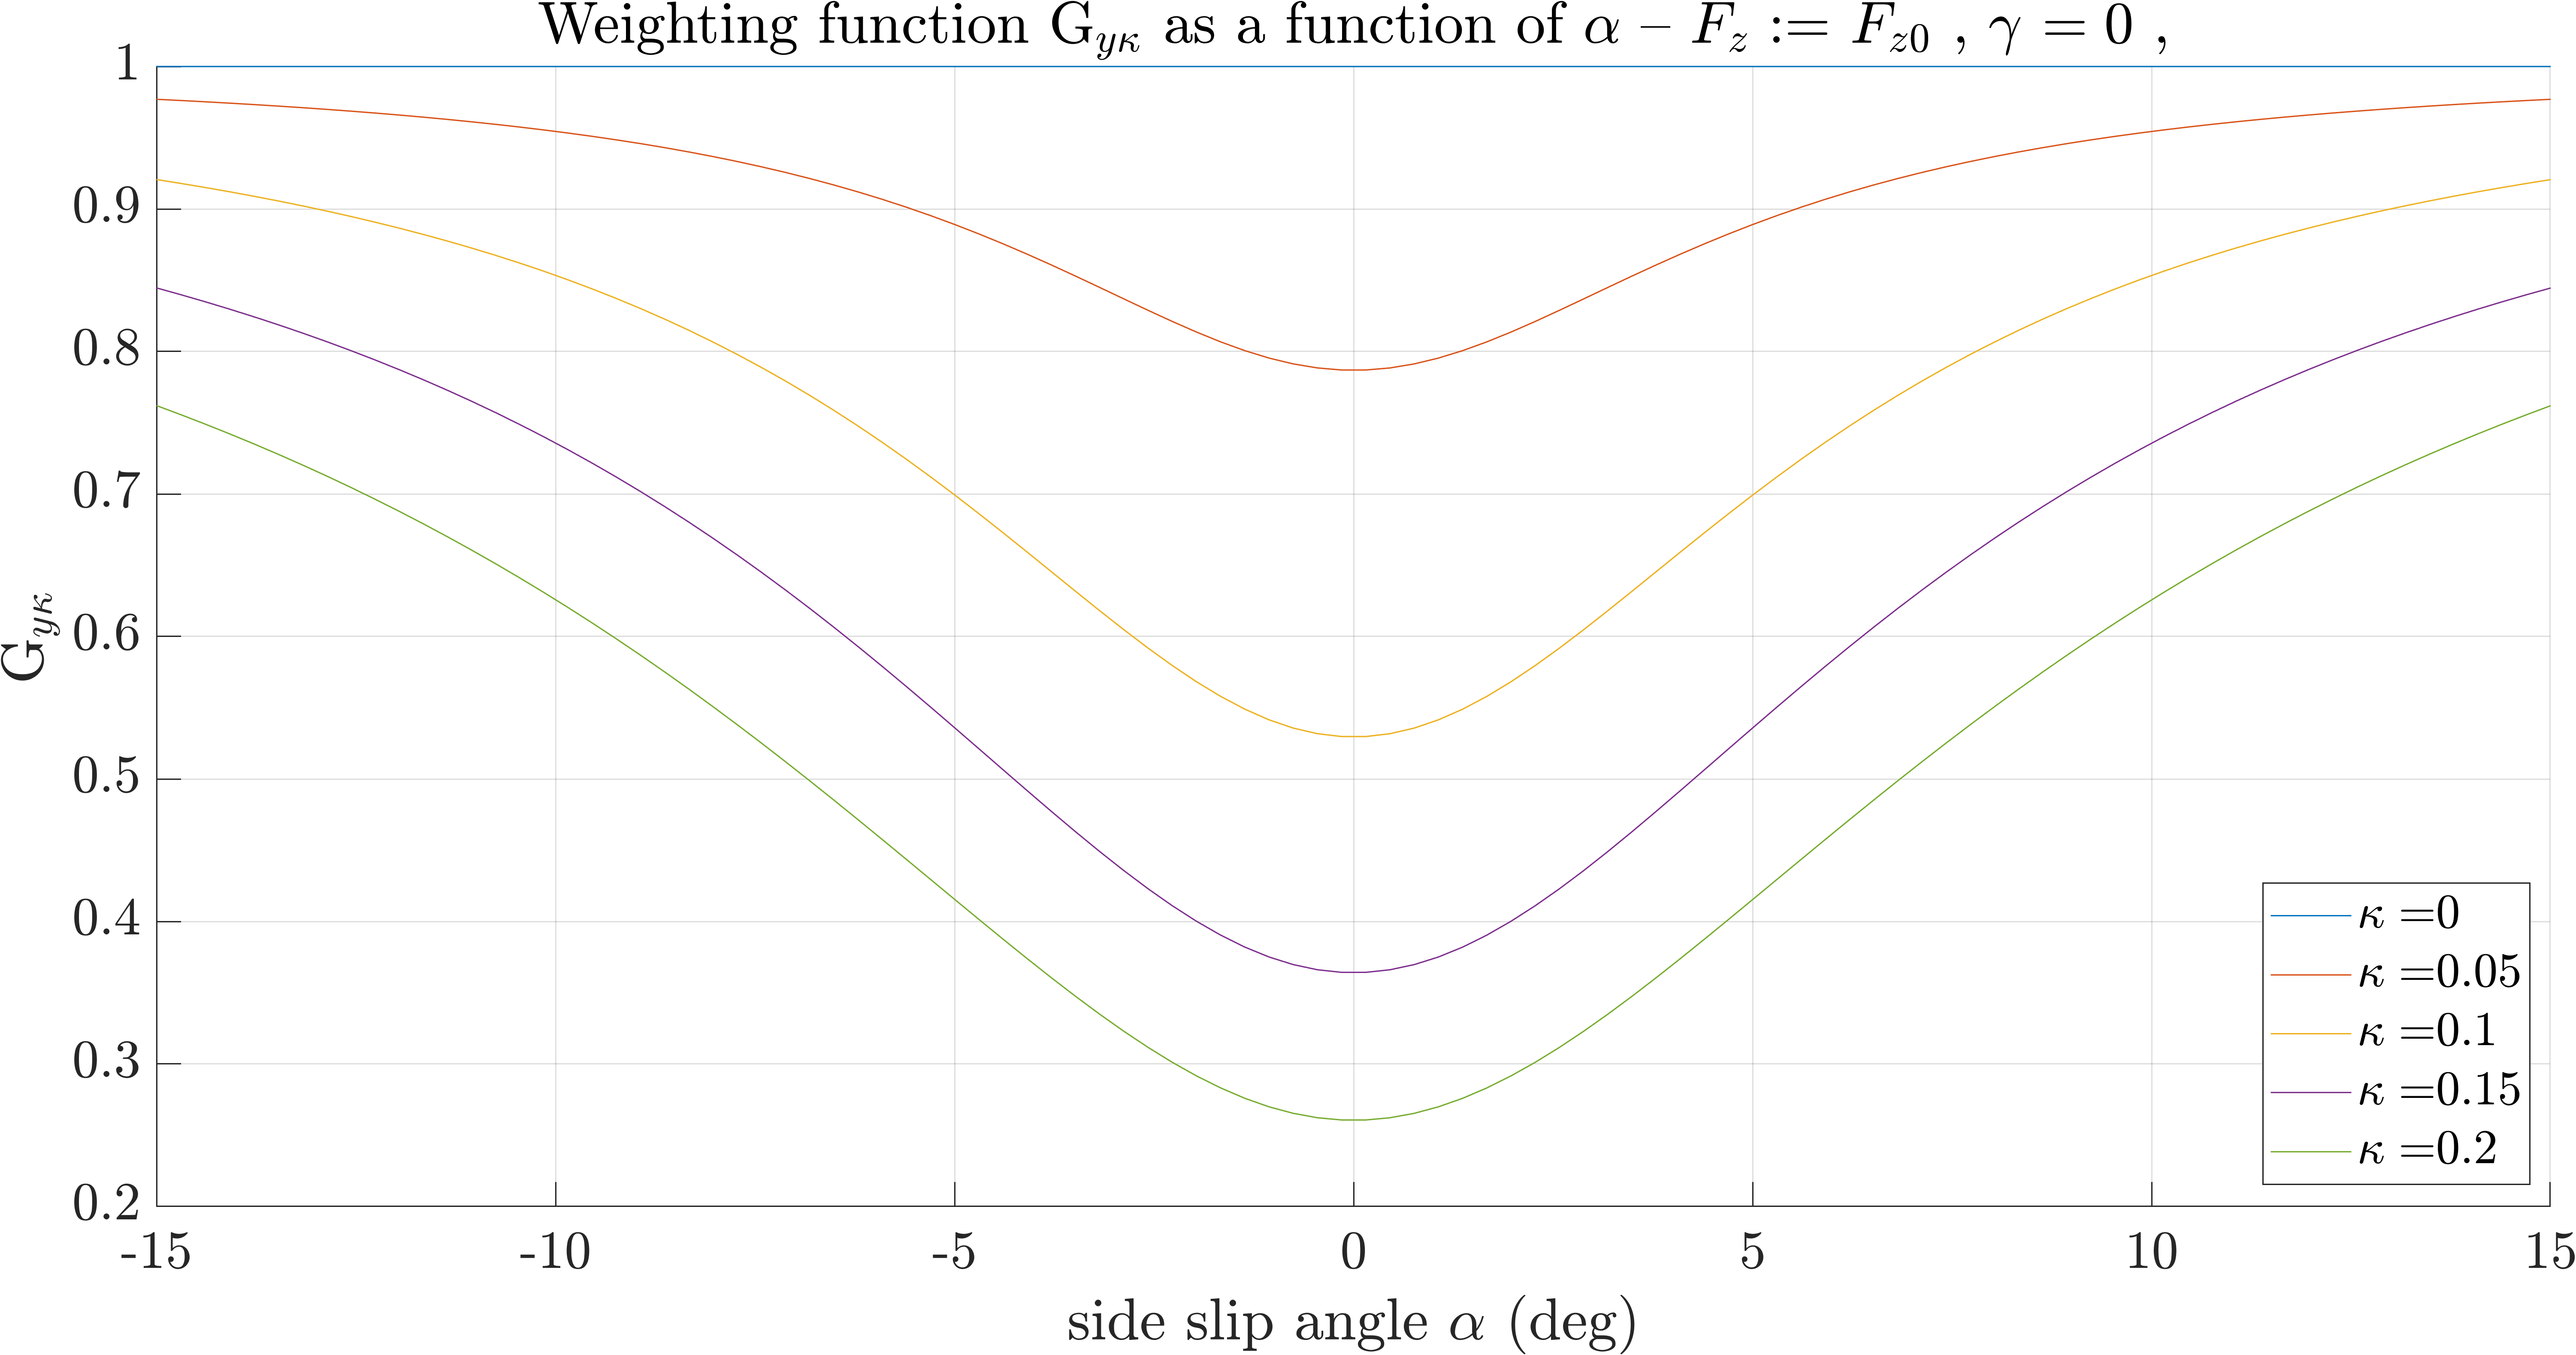 Weighting function G_{yκ} as a function of α – F_z := F_{z0} , γ = 0 ,
1
0.9
0.8
0.7
0.6
0.5
0.4
0.3
0.2
G_{yκ}
-15 -10 -5 0 5 10 15
side slip angle α (deg)
κ =0
κ =0.05
κ =0.1
κ =0.15
κ =0.2